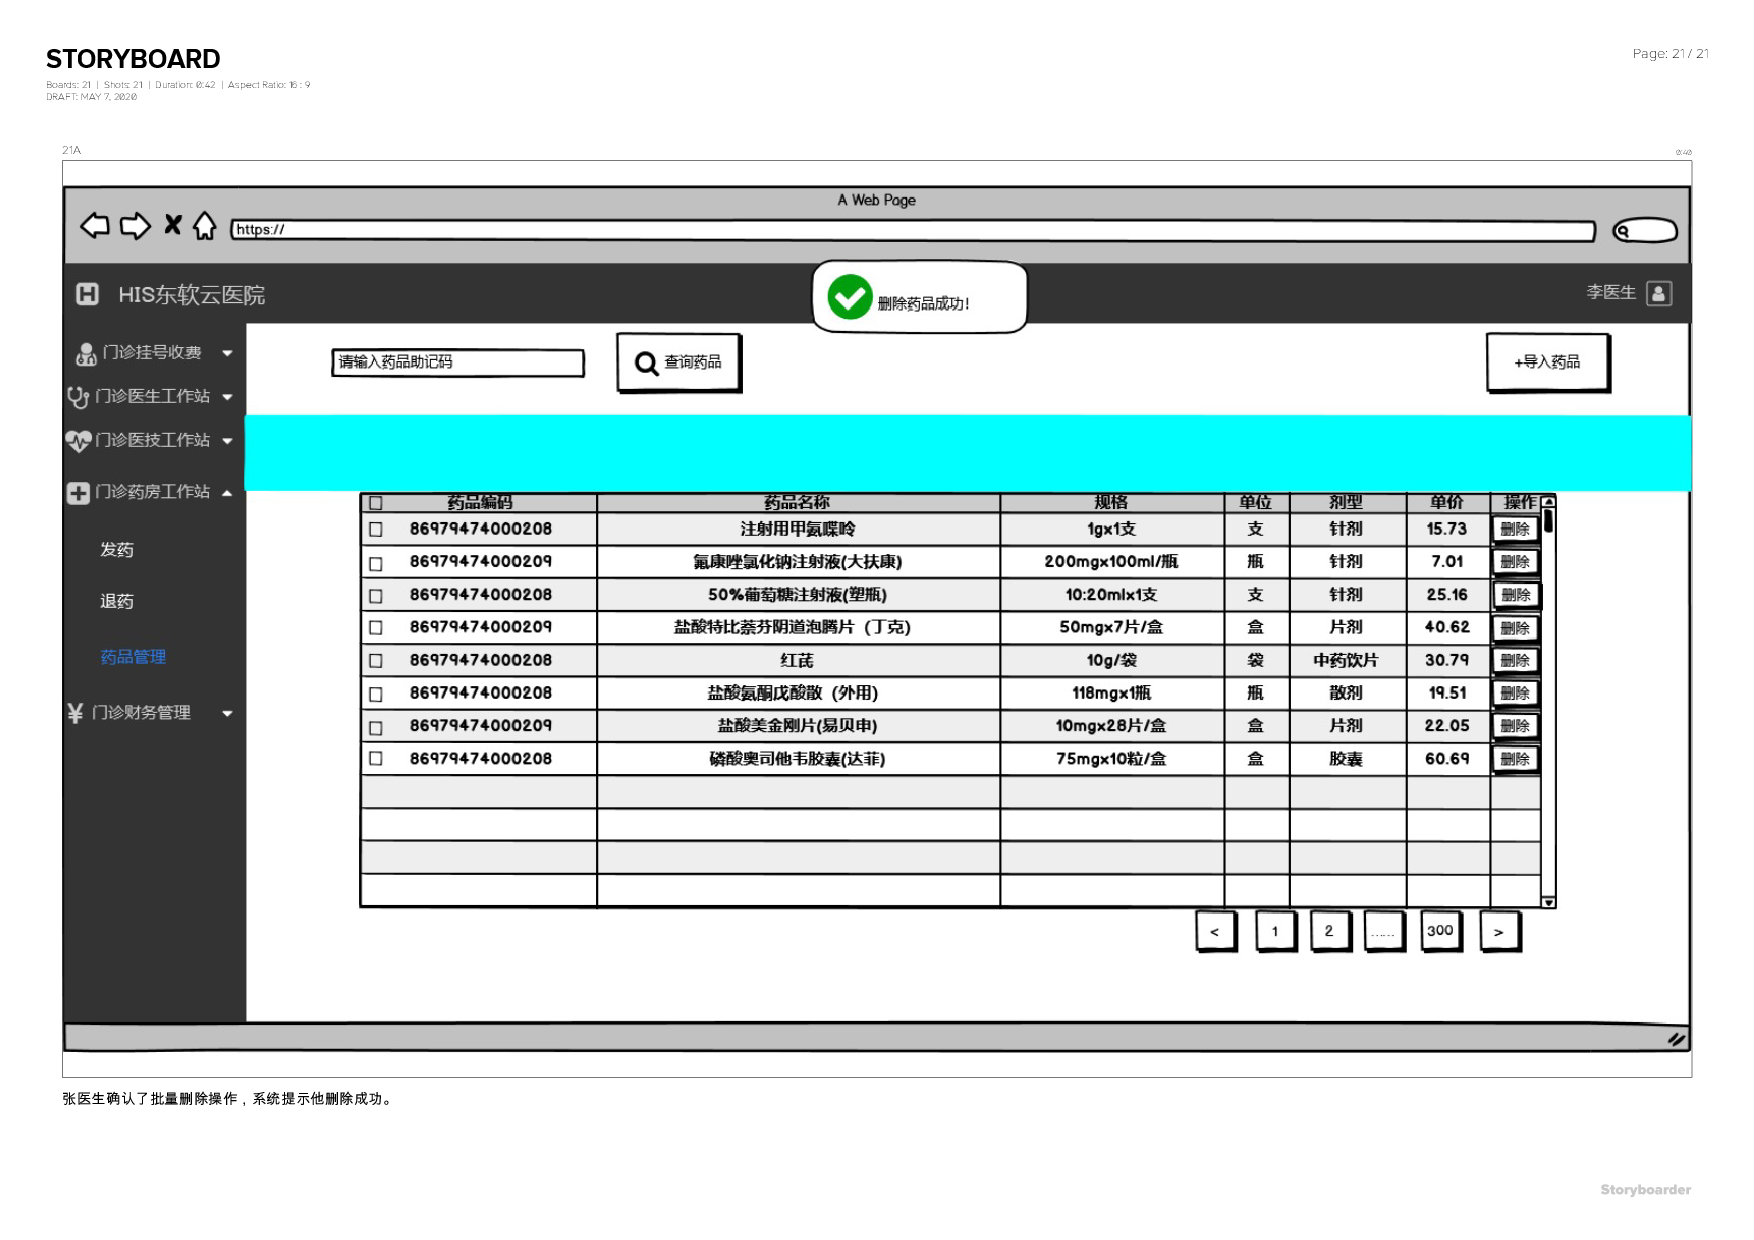 STORYBOARD
Page: 21 / 21
Boards: 21 | Shots: 21 | Duration: 0:42 | Aspect Ratio: 16 : 9
DRAFT: MAY 7, 2020
21A
0:40
A Web Page
https://
HIS东软云医院
删除药品成功!
李医生
门诊挂号收费
门诊医生工作站
门诊医技工作站
门诊药房工作站
发药
退药
药品管理
门诊财务管理
请输入药品助记码
查询药品
+导入药品
药品编码 药品名称 规格 单位 剂型 单价 操作
86979474000208 注射用甲氨喋呤 1gx1支 支 针剂 15.73 删除
86979474000209 氟康唑氯化钠注射液(大扶康) 200mgx100ml/瓶 瓶 针剂 7.01 删除
86979474000208 50%葡萄糖注射液(塑瓶) 10:20mlx1支 支 针剂 25.16 删除
86979474000209 盐酸特比萘芬阴道泡腾片（丁克) 50mgx7片/盒 盒 片剂 40.62 删除
86979474000208 红芪 10g/袋 袋 中药饮片 30.79 删除
86979474000208 盐酸氨酮戊酸散（外用) 118mgx1瓶 瓶 散剂 19.51 删除
86979474000209 盐酸美金刚片(易贝申) 10mgx28片/盒 盒 片剂 22.05 删除
86979474000208 磷酸奥司他韦胶囊(达菲) 75mgx10粒/盒 盒 胶囊 60.69 删除
< 1 2 ...... 300 >
张医生确认了批量删除操作，系统提示他删除成功。
Storyboarder